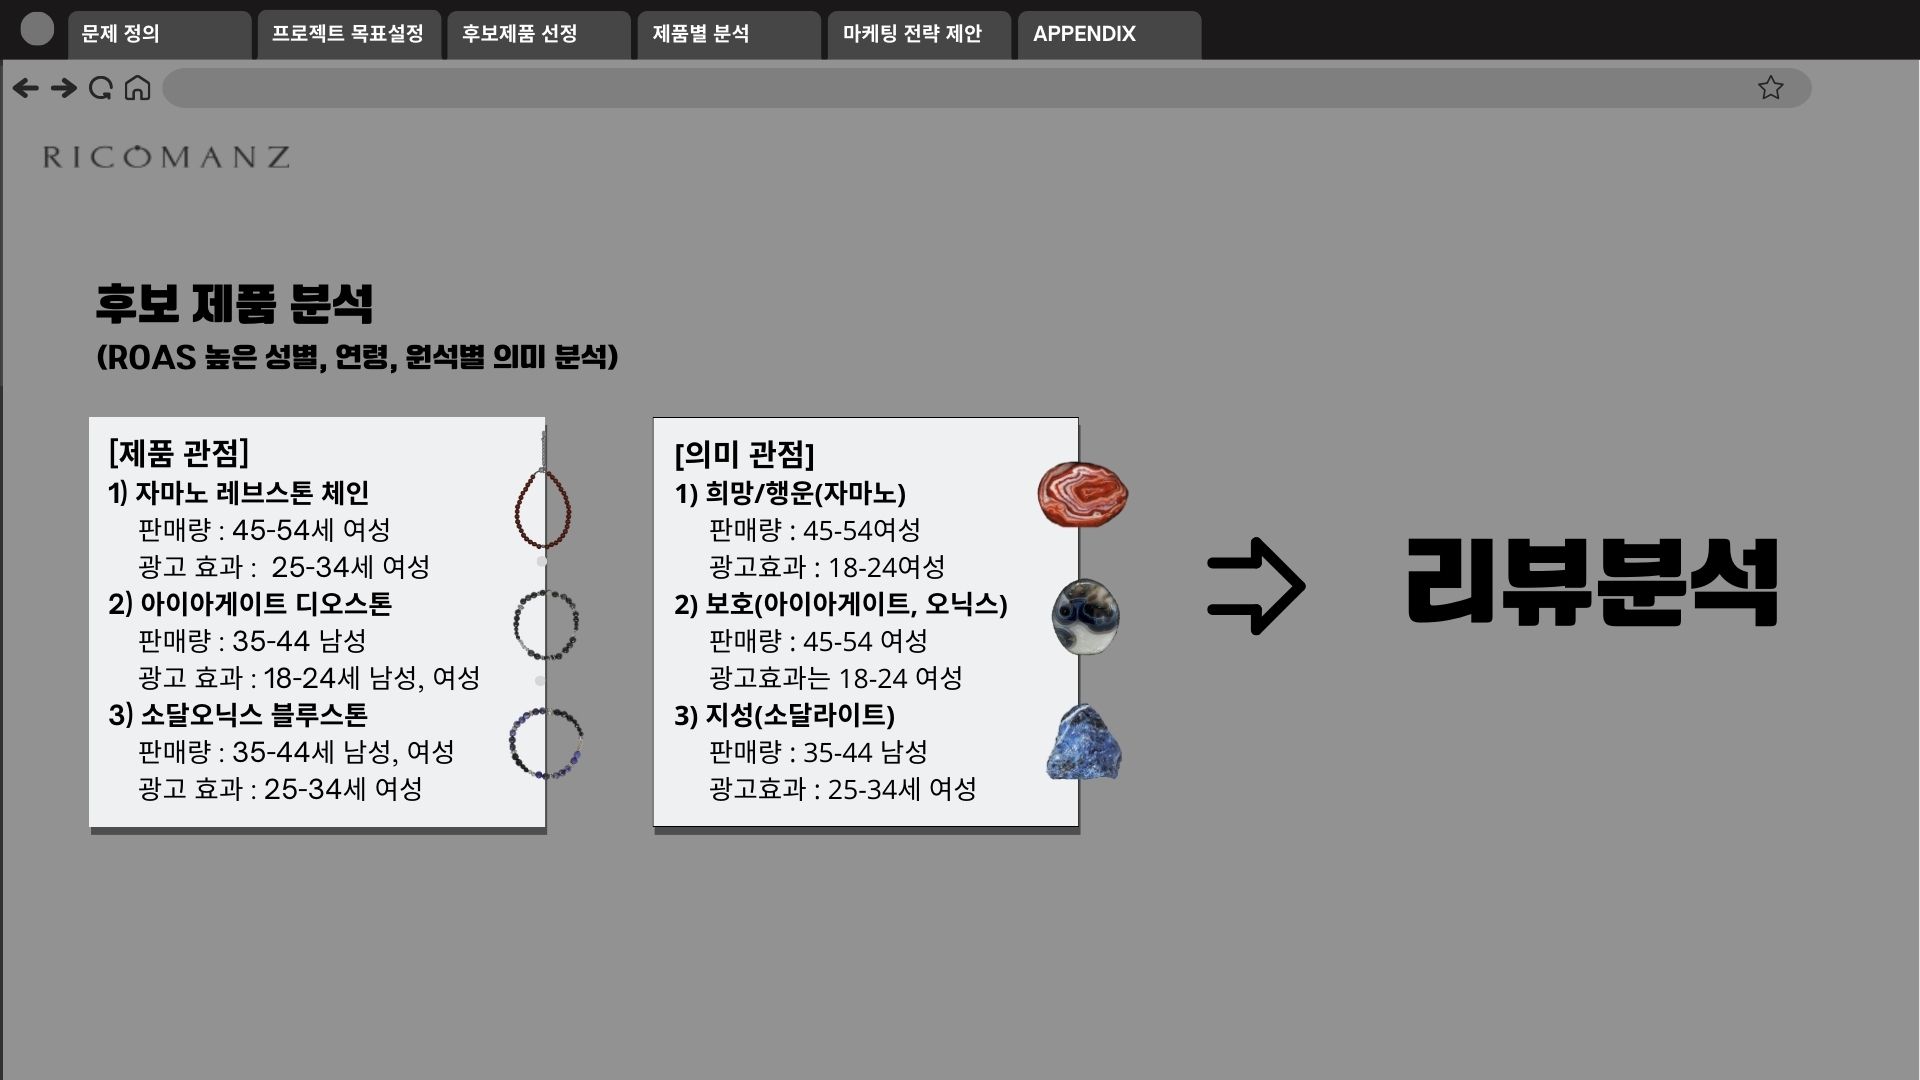 문제 정의
프로젝트 목표설정
후보제품 선정
제품별 분석
마케팅 전략 제안
APPENDIX
RICOMANZ
후보 제품 분석
(ROAS 높은 성별, 연령, 원석별 의미 분석)
[제품 관점]
1) 자마노 레브스톤 체인
판매량 : 45-54세 여성
광고 효과 : 25-34세 여성
2) 아이아게이트 디오스톤
판매량 : 35-44 남성
광고 효과 : 18-24세 남성, 여성
3) 소달오닉스 블루스톤
판매량 : 35-44세 남성, 여성
광고 효과 : 25-34세 여성
[의미 관점]
1) 희망/행운(자마노)
판매량 : 45-54여성
광고효과 : 18-24여성
2) 보호(아이아게이트, 오닉스)
판매량 : 45-54 여성
광고효과는 18-24 여성
3) 지성(소달라이트)
판매량 : 35-44 남성
광고효과 : 25-34세 여성
리뷰분석